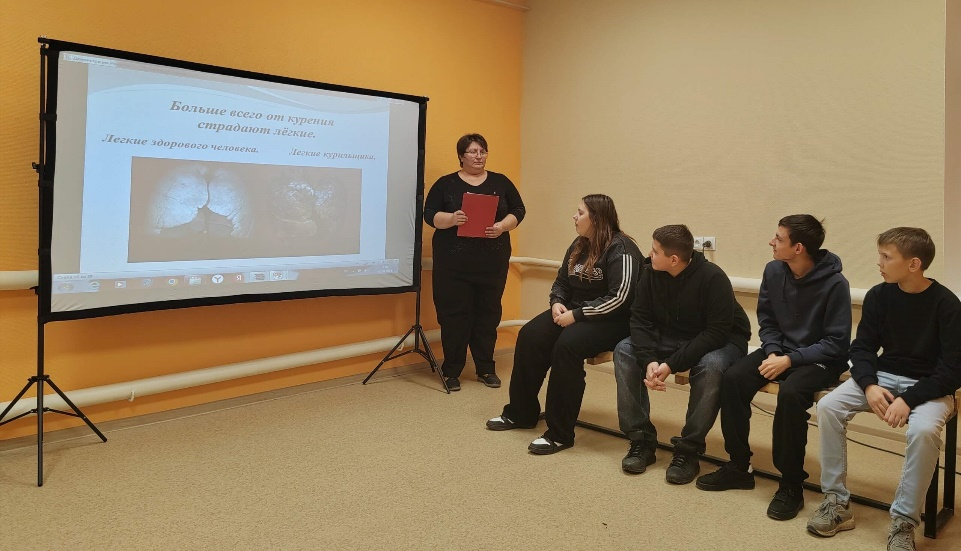 Больше всего от курения
страдают лёгкие.
Легкие здорового человека.
Легкие курильщика.